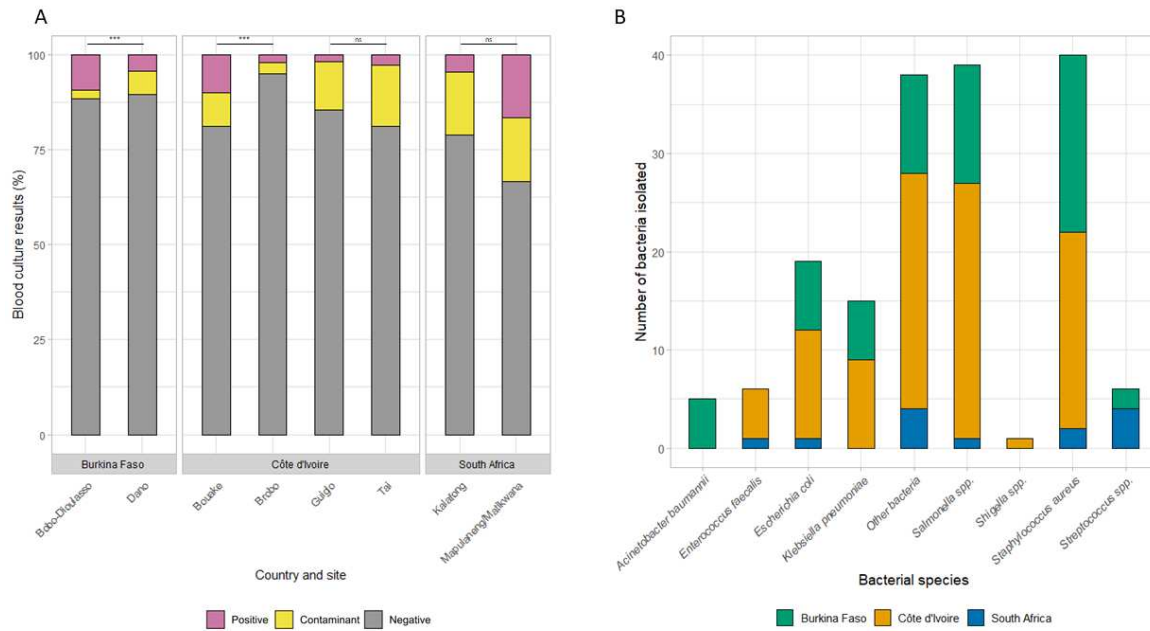 A
***
***
ns
ns
Blood culture results (%)
100
75
50
25
0
Burkina Faso
Côte d'Ivoire
South Africa
Bobo-Dioulasso
Dano
Bouake
Brobo
Guiglo
Tai
Kalafong
Mapulaneng/Matikwana
Country and site
Positive
Contaminant
Negative
B
Number of bacteria isolated
40
30
20
10
0
Acinetobacter baumannii
Enterococcus faecalis
Escherichia coli
Klebsiella pneumoniae
Other bacteria
Salmonella spp.
Shigella spp.
Staphylococcus aureus
Streptococcus spp.
Bacterial species
Burkina Faso
Côte d'Ivoire
South Africa